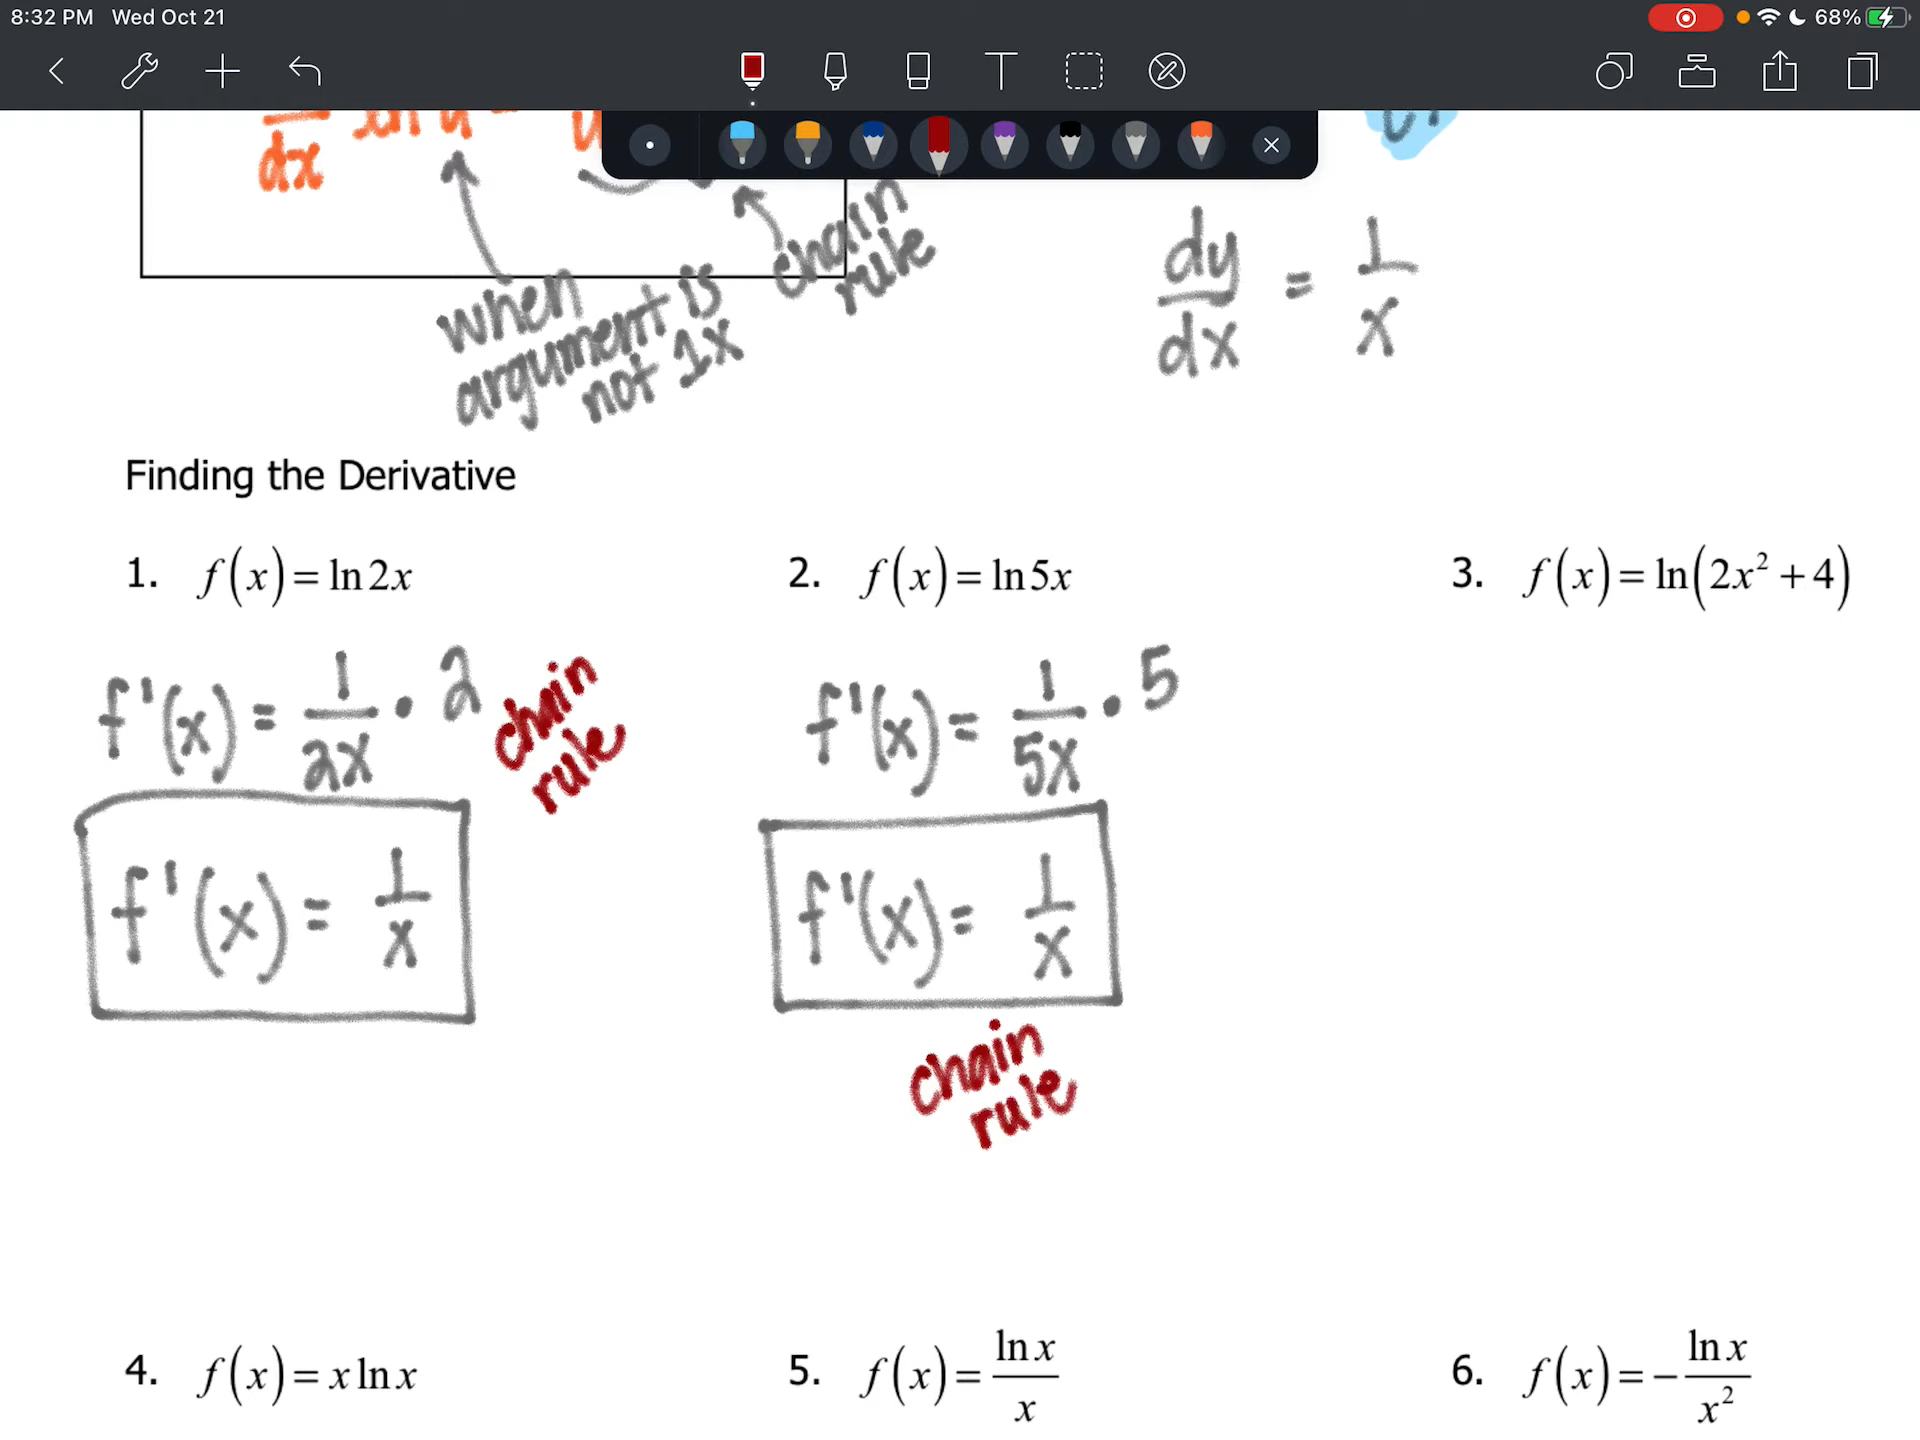 8:32 PM Wed Oct 21
68%
d/dx ln u =
chain rule
when argument is not 1x
dy/dx = 1/x
Finding the Derivative
1. f(x) = ln 2x
2. f(x) = ln 5x
3. f(x) = ln(2x² + 4)
f'(x) = 1/2x · 2
chain rule
f'(x) = 1/5x · 5
f'(x) = 1/x
f'(x) = 1/x
chain rule
4. f(x) = x ln x
5. f(x) = ln x/x
6. f(x) = - ln x/x²